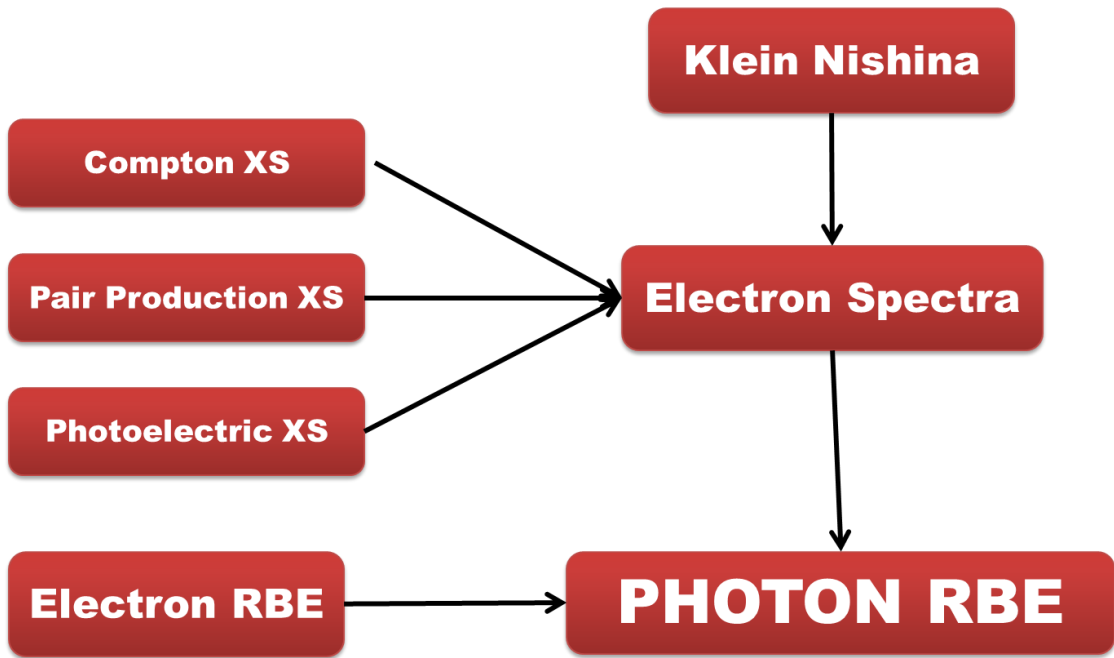 Klein Nishina
Compton XS
Pair Production XS
Electron Spectra
Photoelectric XS
Electron RBE
PHOTON RBE